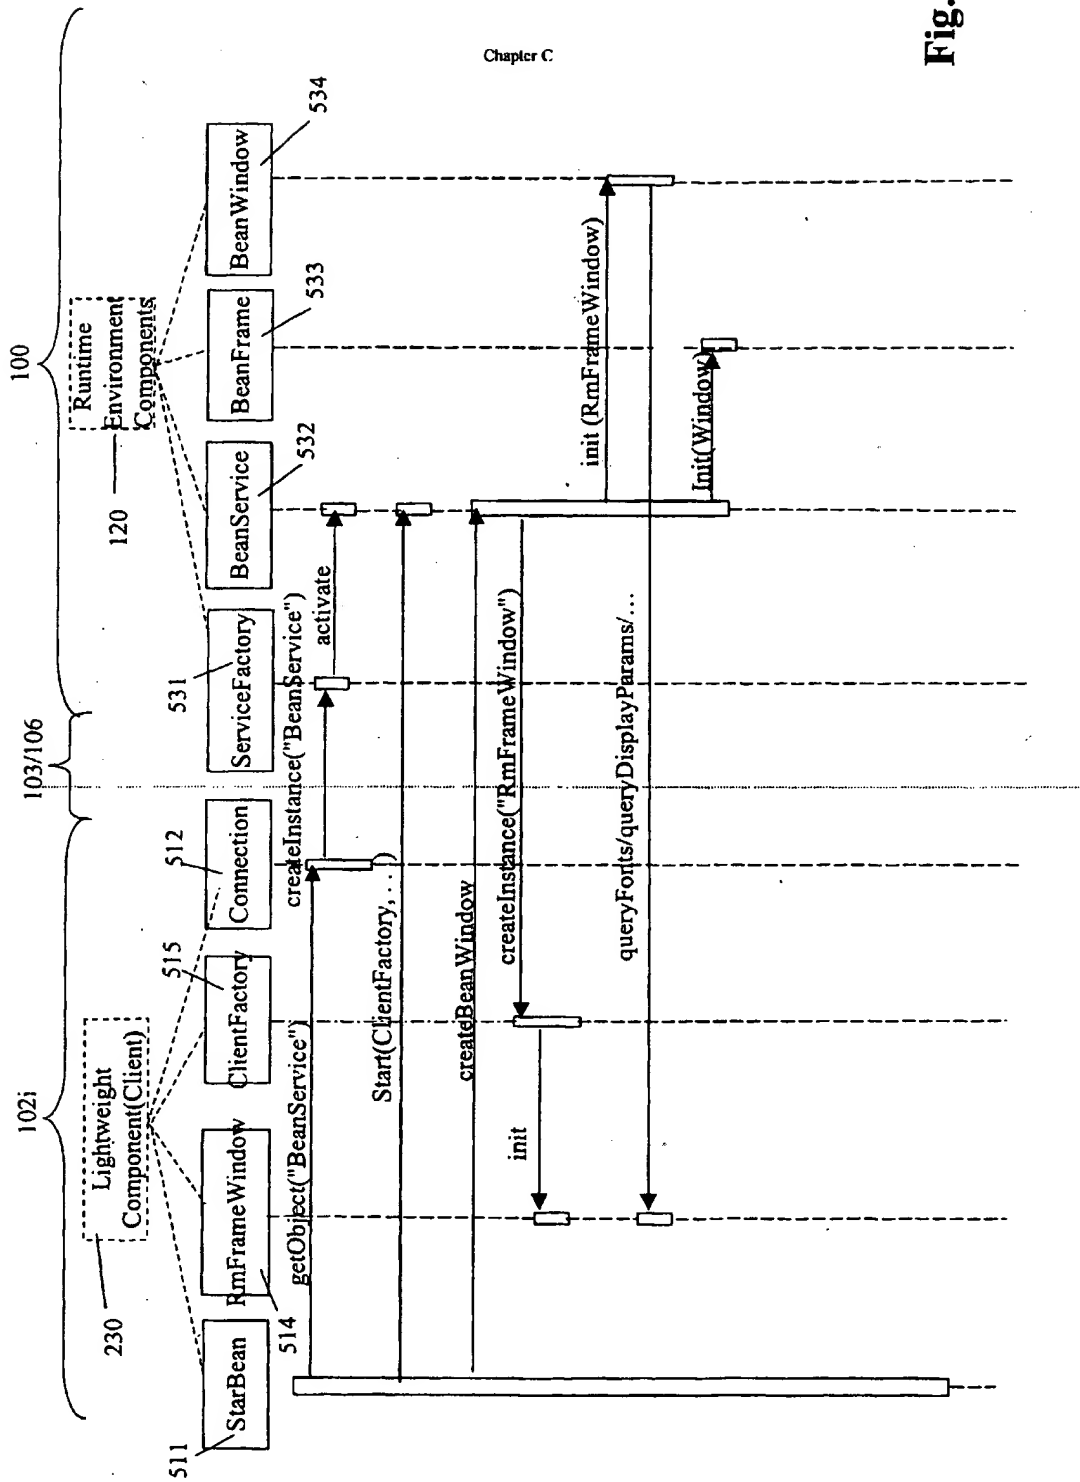 Chapter C
102i
103/106
100
230
Lightweight
Component(Client)
120
Runtime
Environment
Components
511
StarBean
514
RmFrameWindow
515
ClientFactory
512
Connection
531
ServiceFactory
532
BeanService
533
BeanFrame
534
BeanWindow
getObject("BeanService")
createInstance("BeanService")
activate
Start(ClientFactory,...)
createBeanWindow
createInstance("RmFrameWindow")
init
init (RmFrameWindow)
queryFonts/queryDisplayParams/...
Init(Window)
Fig.